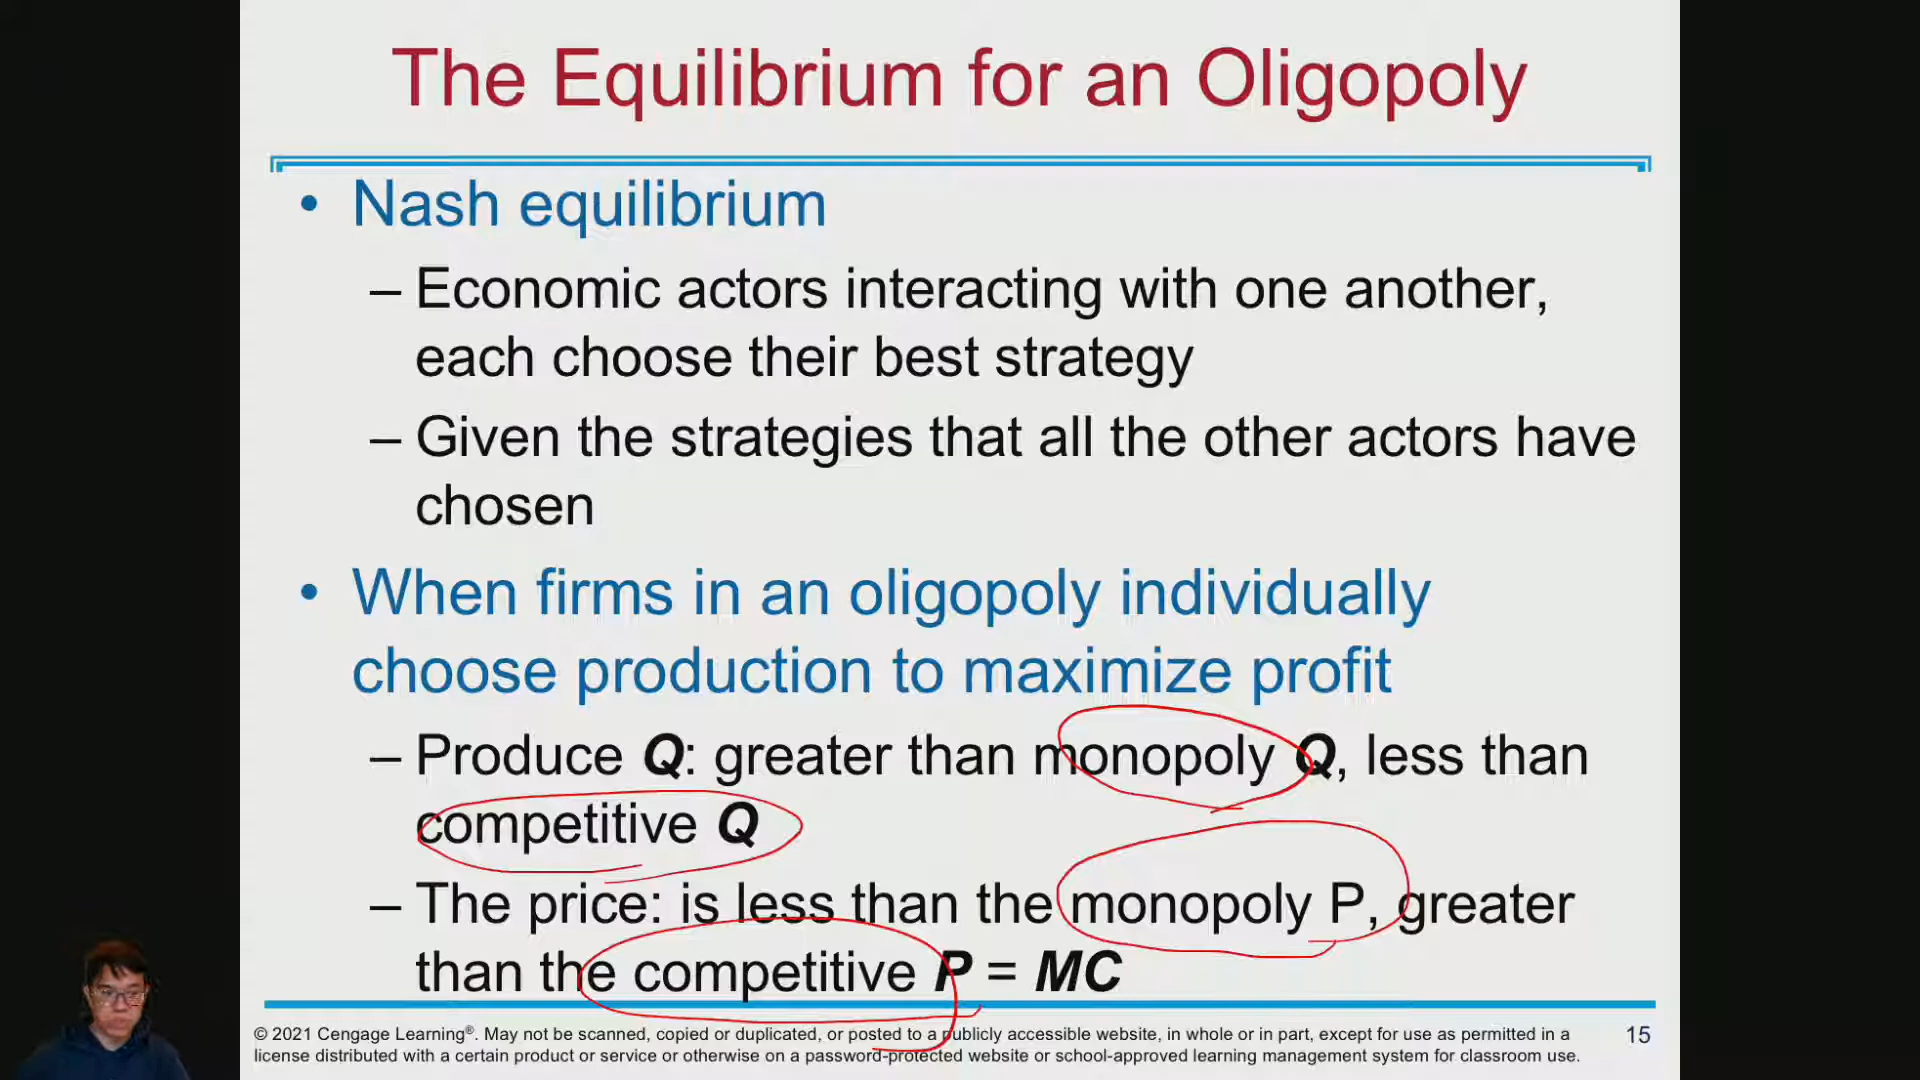 The Equilibrium for an Oligopoly
• Nash equilibrium
– Economic actors interacting with one another,
each choose their best strategy
– Given the strategies that all the other actors have
chosen
• When firms in an oligopoly individually
choose production to maximize profit
– Produce Q: greater than monopoly Q, less than
competitive Q
– The price: is less than the monopoly P, greater
than the competitive P = MC
© 2021 Cengage Learning®. May not be scanned, copied or duplicated, or posted to a publicly accessible website, in whole or in part, except for use as permitted in a
license distributed with a certain product or service or otherwise on a password-protected website or school-approved learning management system for classroom use.
15